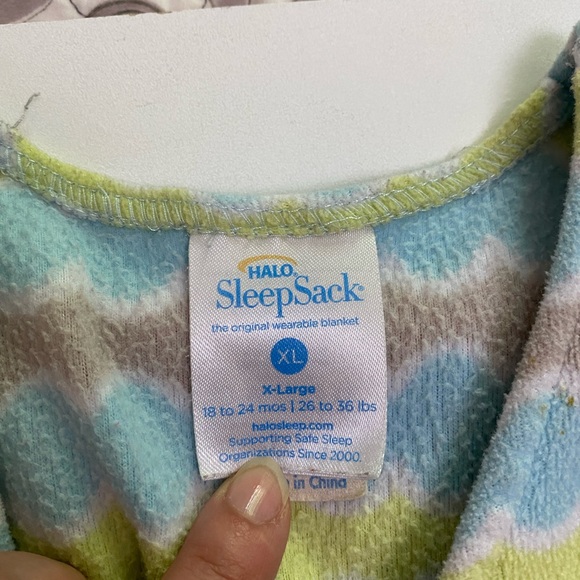 HALO®
SleepSack®
the original wearable blanket
XL
X-Large
18 to 24 mos | 26 to 36 lbs
halosleep.com
Supporting Safe Sleep
Organizations Since 2000.
in China